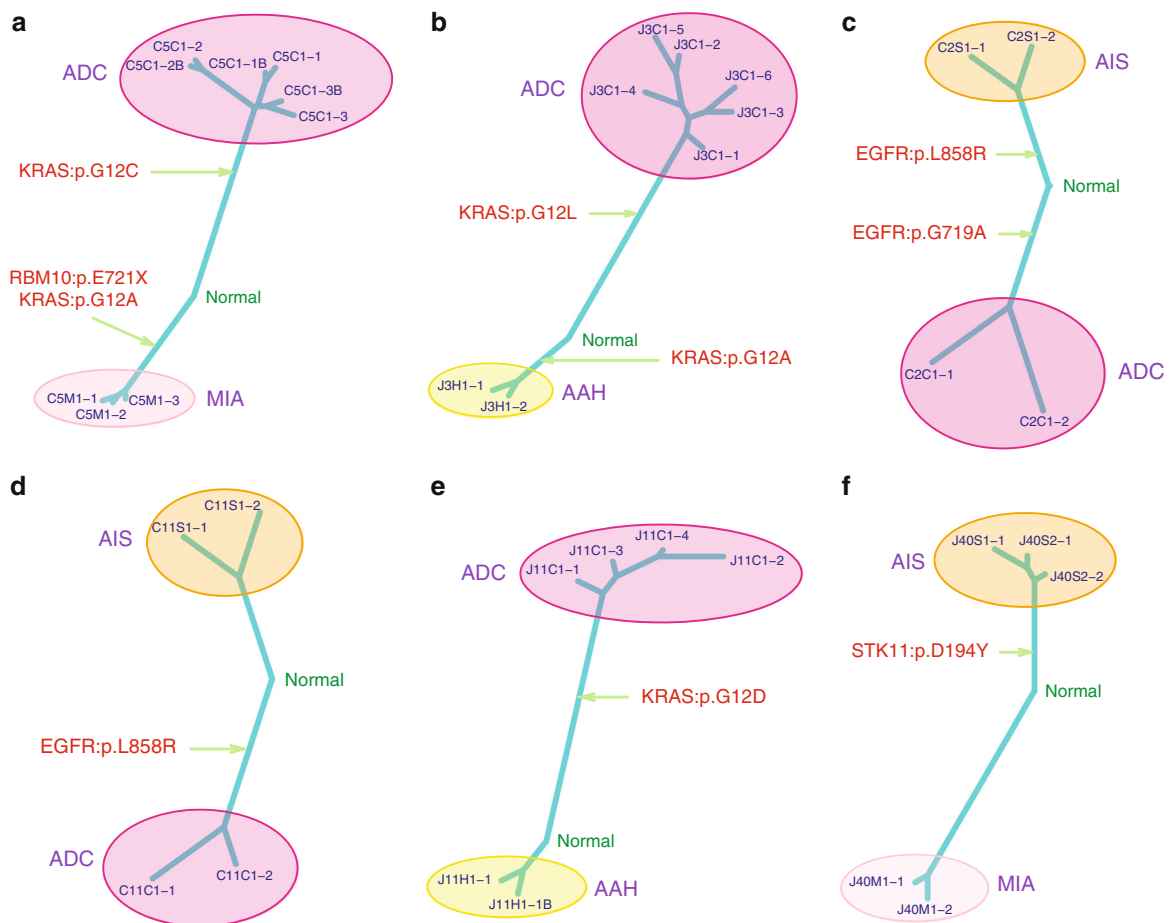 a
ADC
C5C1-2
C5C1-2B
C5C1-1B
C5C1-1
C5C1-3B
C5C1-3
KRAS:p.G12C
RBM10:p.E721X
KRAS:p.G12A
Normal
C5M1-1
C5M1-2
C5M1-3
MIA
b
ADC
J3C1-5
J3C1-2
J3C1-6
J3C1-4
J3C1-3
J3C1-1
KRAS:p.G12L
Normal
KRAS:p.G12A
J3H1-1
J3H1-2
AAH
c
C2S1-1
C2S1-2
AIS
EGFR:p.L858R
Normal
EGFR:p.G719A
C2C1-1
C2C1-2
ADC
d
AIS
C11S1-2
C11S1-1
Normal
EGFR:p.L858R
ADC
C11C1-1
C11C1-2
e
ADC
J11C1-4
J11C1-3
J11C1-1
J11C1-2
KRAS:p.G12D
Normal
J11H1-1
J11H1-1B
AAH
f
AIS
J40S1-1
J40S2-1
J40S2-2
STK11:p.D194Y
Normal
J40M1-1
J40M1-2
MIA